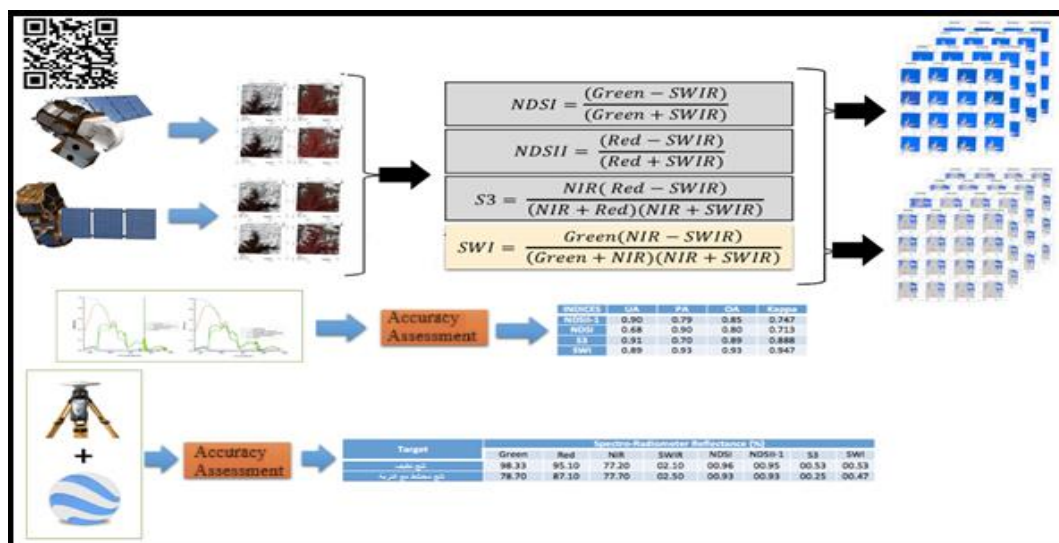 NDSI = (Green − SWIR) / (Green + SWIR)
NDSII = (Red − SWIR) / (Red + SWIR)
S3 = NIR( Red − SWIR) / (NIR + Red)(NIR + SWIR)
SWI = Green(NIR − SWIR) / (Green + NIR)(NIR + SWIR)
Accuracy
Assessment
INDICES UA PA OA Kappa
NDSII-1 0.90 0.79 0.85 0.747
NDSI 0.68 0.90 0.80 0.713
S3 0.91 0.70 0.89 0.888
SWI 0.89 0.93 0.93 0.947
+
Accuracy
Assessment
Target
Spectro-Radiometer Reflectance (%)
Green Red NIR SWIR NDSI NDSII-1 S3 SWI
98.33 95.10 77.20 02.10 00.96 00.95 00.53 00.53
78.70 87.10 77.70 02.50 00.93 00.93 00.25 00.47